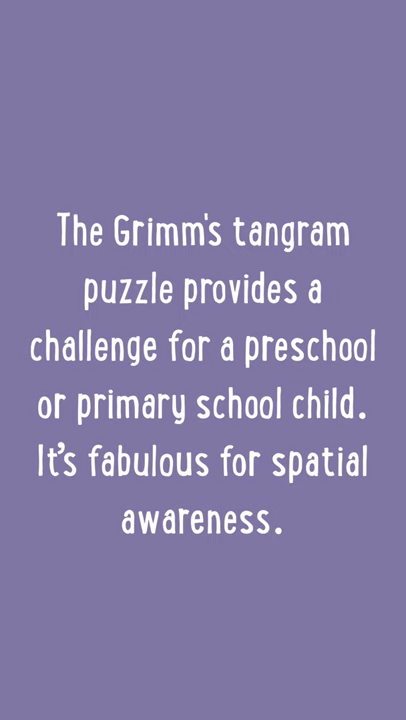 The Grimm's tangram
puzzle provides a
challenge for a preschool
or primary school child.
It's fabulous for spatial
awareness.